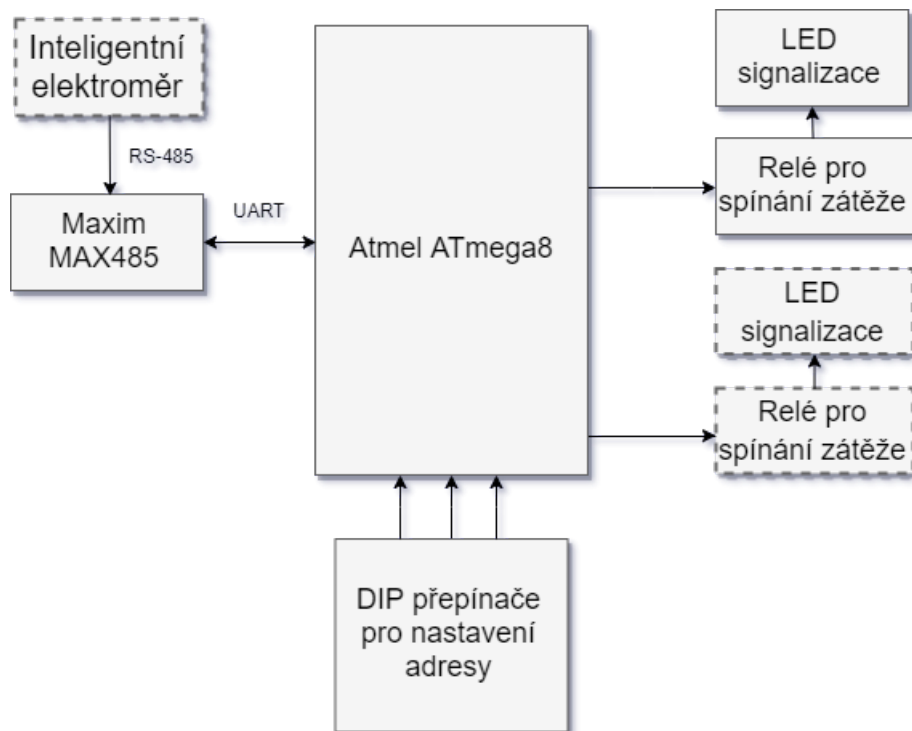 Inteligentní
elektroměr
RS-485
Maxim
MAX485
UART
Atmel ATmega8
LED
signalizace
Relé pro
spínání zátěže
LED
signalizace
Relé pro
spínání zátěže
DIP přepínače
pro nastavení
adresy